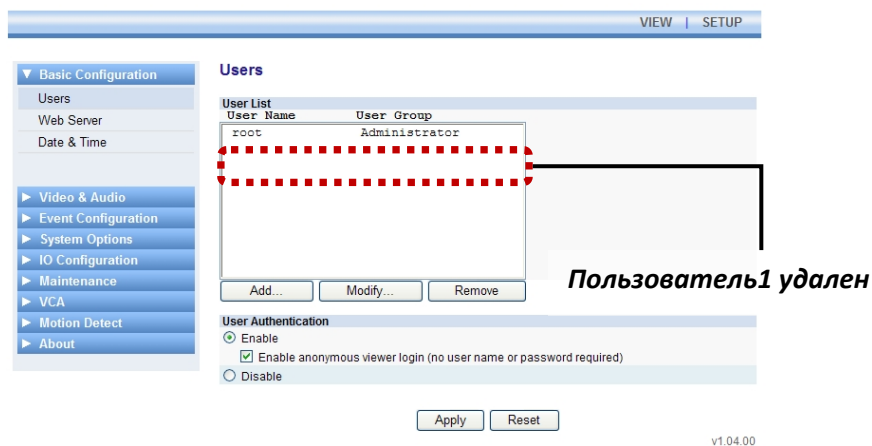 VIEW | SETUP
Basic Configuration
Users
Web Server
Date & Time
Video & Audio
Event Configuration
System Options
IO Configuration
Maintenance
VCA
Motion Detect
About
Users
User List
User Name User Group
root Administrator
Пользователь1 удален
Add... Modify... Remove
User Authentication
Enable
Enable anonymous viewer login (no user name or password required)
Disable
Apply Reset
v1.04.00